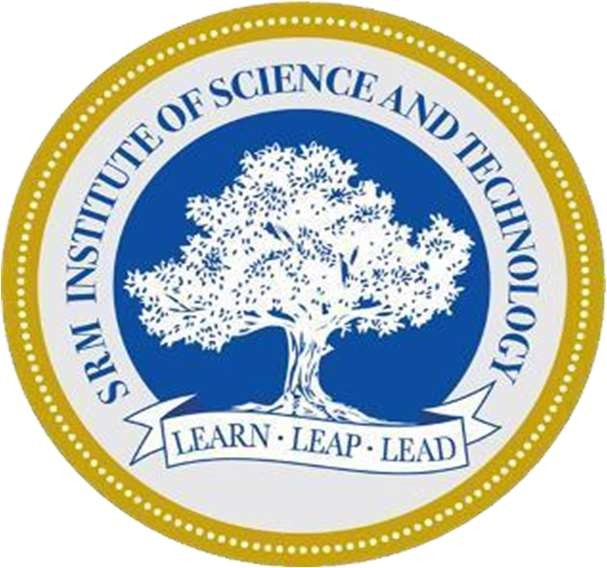 SRM INSTITUTE OF SCIENCE AND TECHNOLOGY
LEARN · LEAP · LEAD